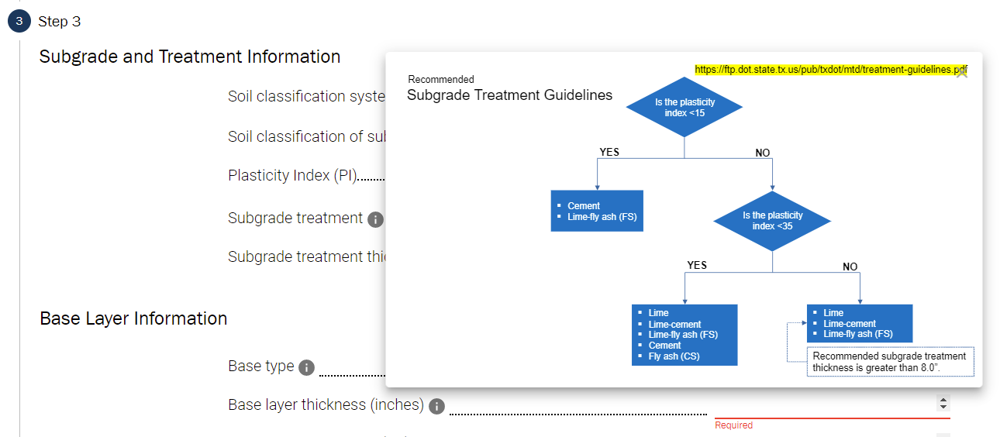 3 Step 3
Subgrade and Treatment Information
Soil classification syste
Soil classification of su
Plasticity Index (PI)
Subgrade treatment i
Subgrade treatment thi
Base Layer Information
Base type i
Base layer thickness (inches) i
Required
https://ftp.dot.state.tx.us/pub/txdot/mtd/treatment-guidelines.pdf
Recommended
Subgrade Treatment Guidelines
Is the plasticity
index <15
YES
NO
▪ Cement
▪ Lime-fly ash (FS)
Is the plasticity
index <35
YES
NO
▪ Lime
▪ Lime-cement
▪ Lime-fly ash (FS)
▪ Cement
▪ Fly ash (CS)
▪ Lime
▪ Lime-cement
▪ Lime-fly ash (FS)
Recommended subgrade treatment
thickness is greater than 8.0”.